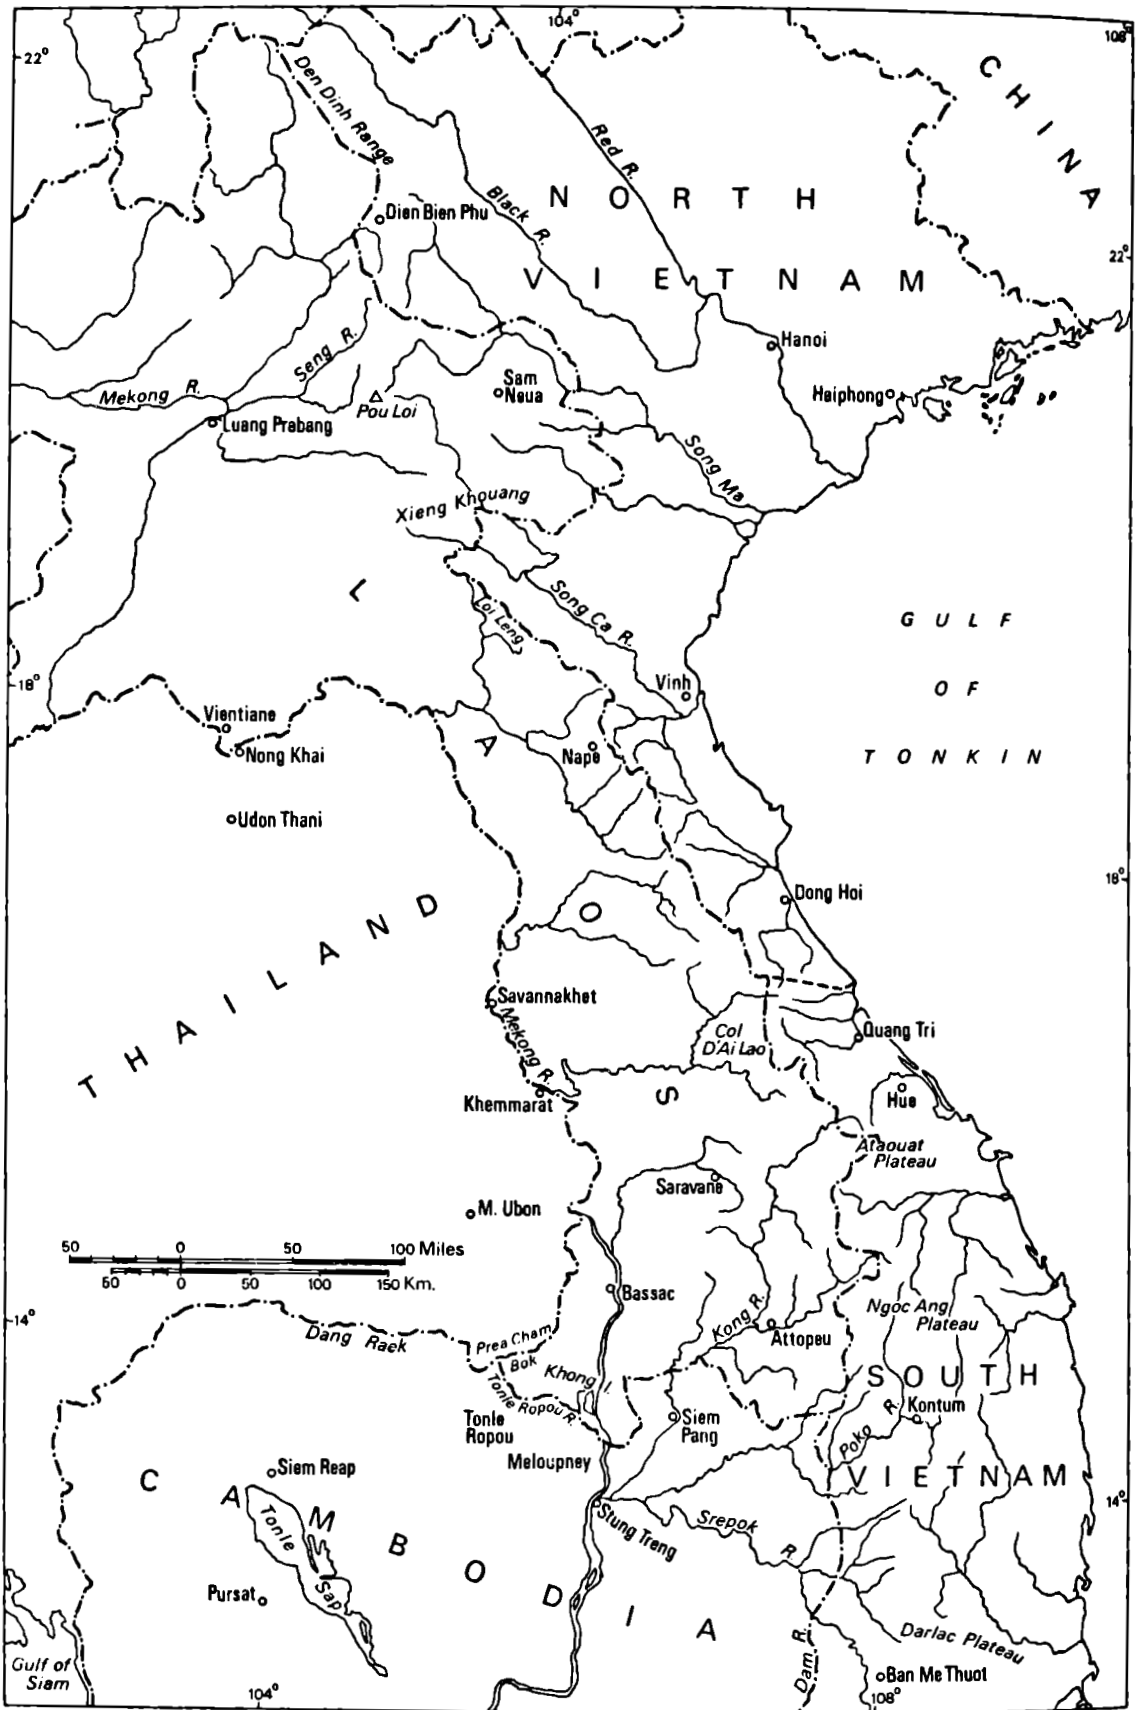 104°
108°
22°
CHINA
Den Dinh Range
Red R.
NORTH
Black R.
Dien Bien Phu
22°
VIETNAM
Hanoi
Seng R.
Sam
Neua
Mekong R.
Pou Loi
Haiphong
Luang Prabang
Song Ma
Xieng Khouang
L
Song Ca R.
Loi Leng
GULF
18°
Vinh
OF
Vientiane
A
Nape
Nong Khai
TONKIN
Udon Thani
18°
THAILAND
O
Dong Hoi
Savannakhet
Mekong R.
Col
D'Ai Lao
Quang Tri
Khemmarat
S
Hue
Ataouat
Plateau
Saravane
M. Ubon
50 0 50 100 Miles
50 0 50 100 150 Km.
Bassac
Ngoc Ang
Plateau
14°
Dang Raek
Prea Cham
Bok
Kong R.
Attopeu
Khong I.
SOUTH
Tonle Ropou R.
Tonle
Ropou
Siem
Pang
Poko R.
Kontum
Meloupney
Siem Reap
VIETNAM
CAMBODIA
14°
Tonle Sap
Stung Treng
Srepok R.
Pursat
Darlac Plateau
Gulf of
Siam
Dam R.
Ban Me Thuot
104°
108°